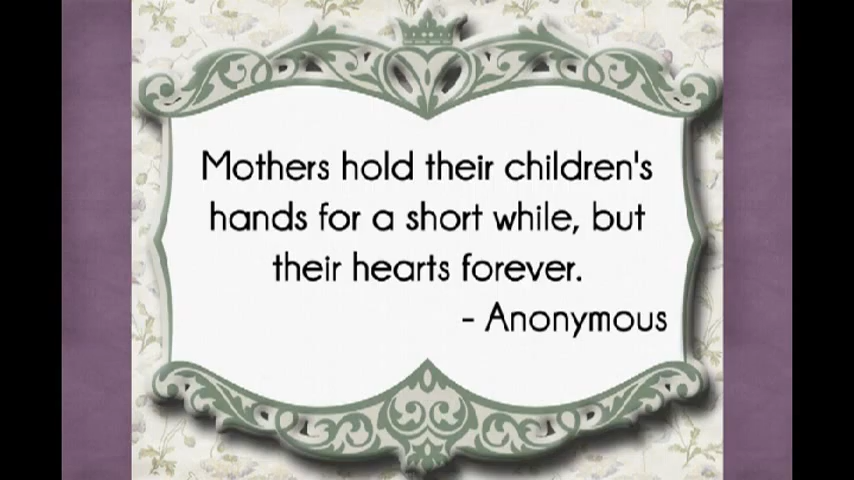 Mothers hold their children's
hands for a short while, but
their hearts forever.
- Anonymous